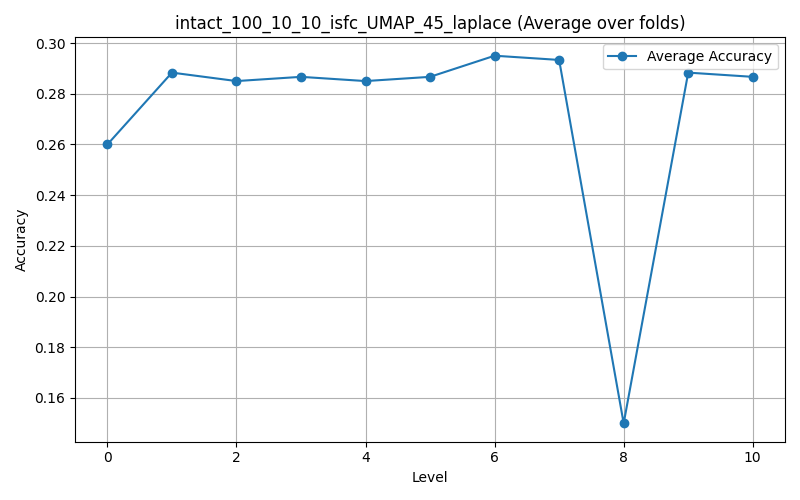 intact_100_10_10_isfc_UMAP_45_laplace (Average over folds)
Average Accuracy
Accuracy
0.30
0.28
0.26
0.24
0.22
0.20
0.18
0.16
0 2 4 6 8 10
Level